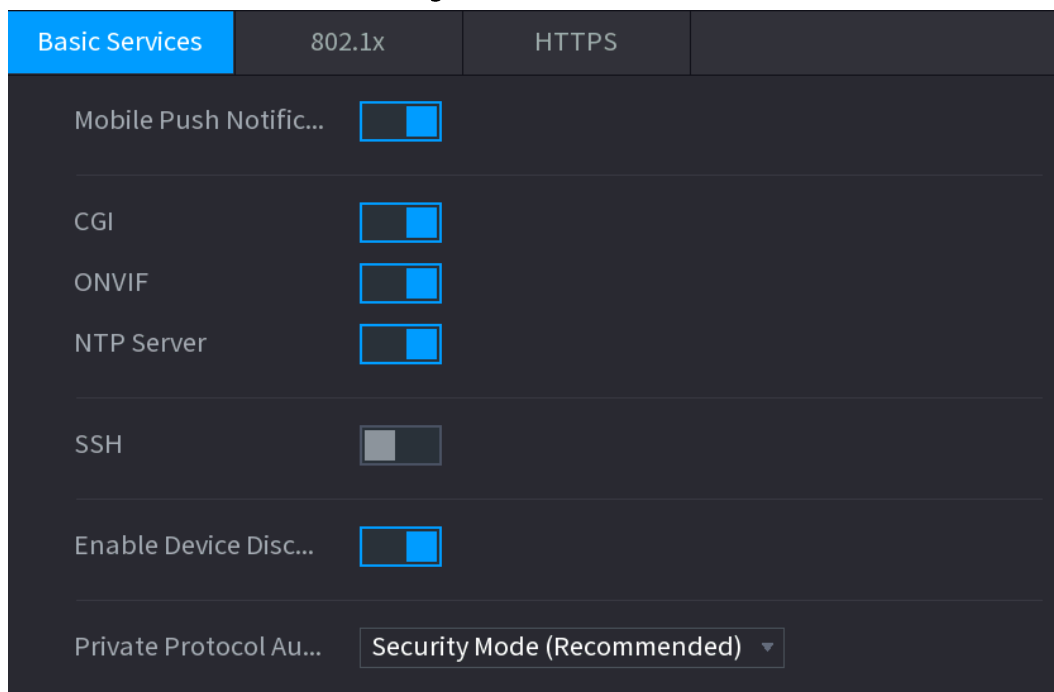 Basic Services 802.1x HTTPS
Mobile Push Notific...
CGI
ONVIF
NTP Server
SSH
Enable Device Disc...
Private Protocol Au... Security Mode (Recommended)